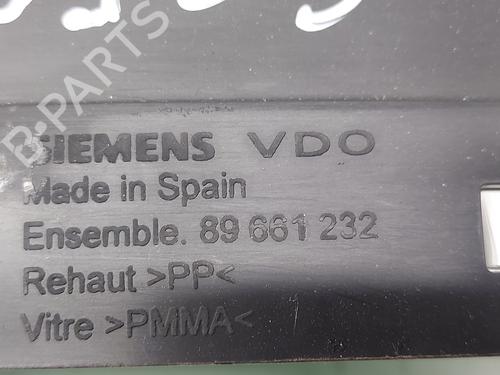 B-PARTS
SIEMENS VDO
Made in Spain
Ensemble. 89 661 232
Rehaut >PP<
Vitre >PMMA<